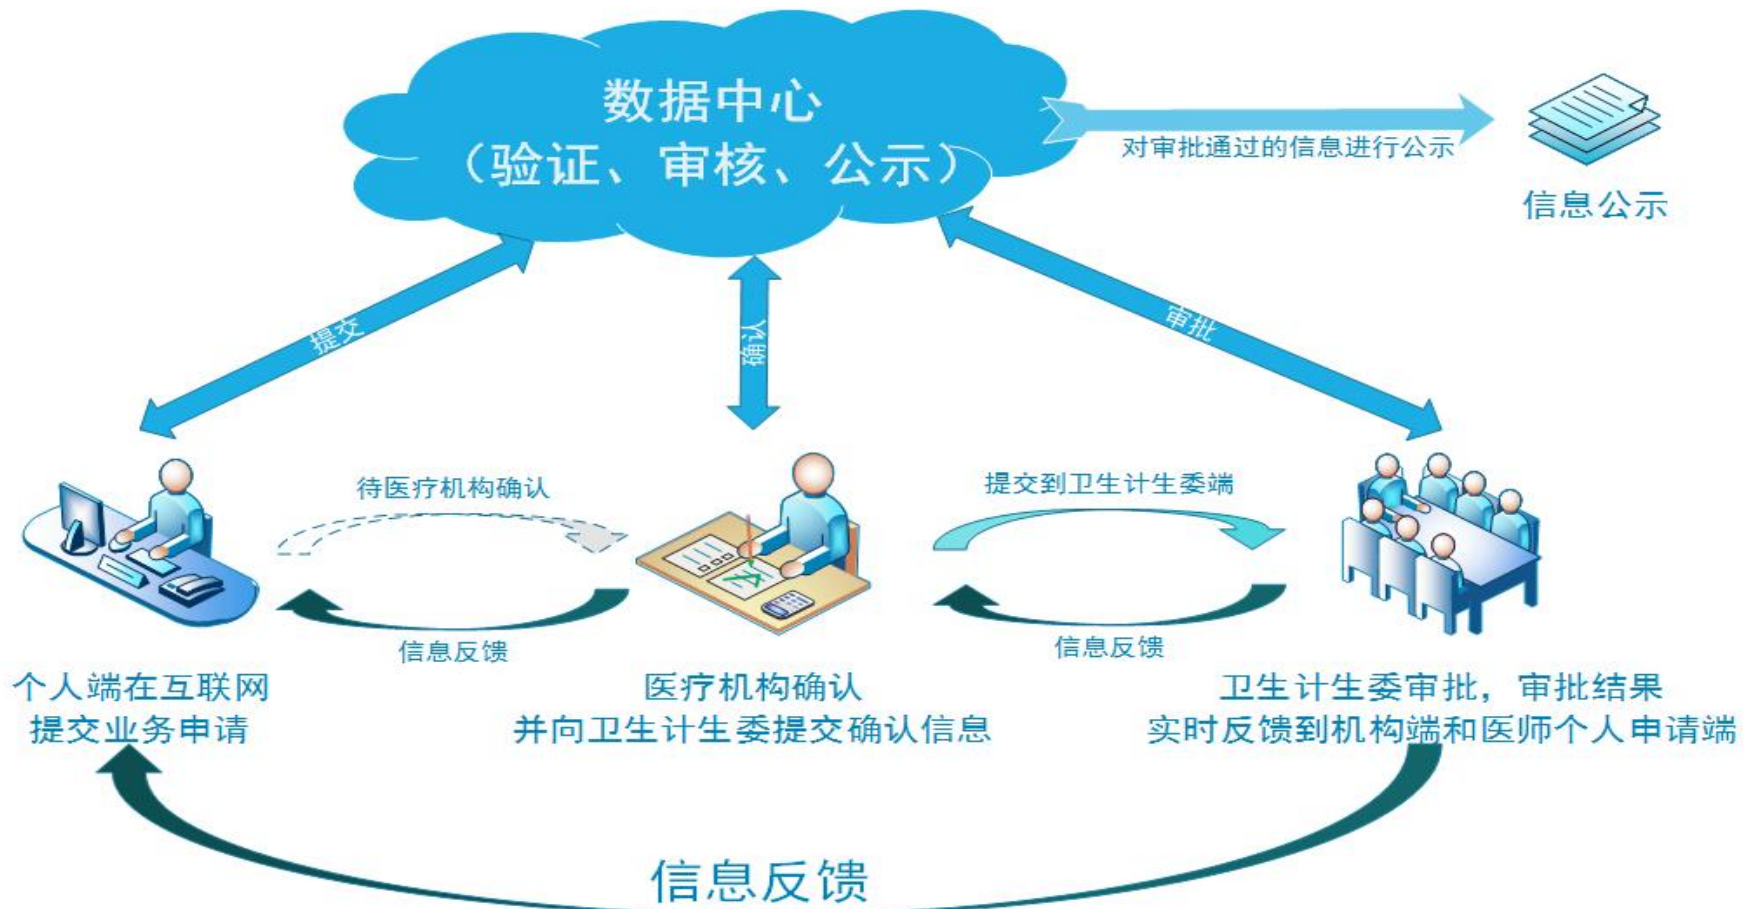 数据中心
（验证、审核、公示）
对审批通过的信息进行公示
信息公示
提交
确认
审批
待医疗机构确认
提交到卫生计生委端
信息反馈
信息反馈
个人端在互联网
提交业务申请
医疗机构确认
并向卫生计生委提交确认信息
卫生计生委审批，审批结果
实时反馈到机构端和医师个人申请端
信息反馈